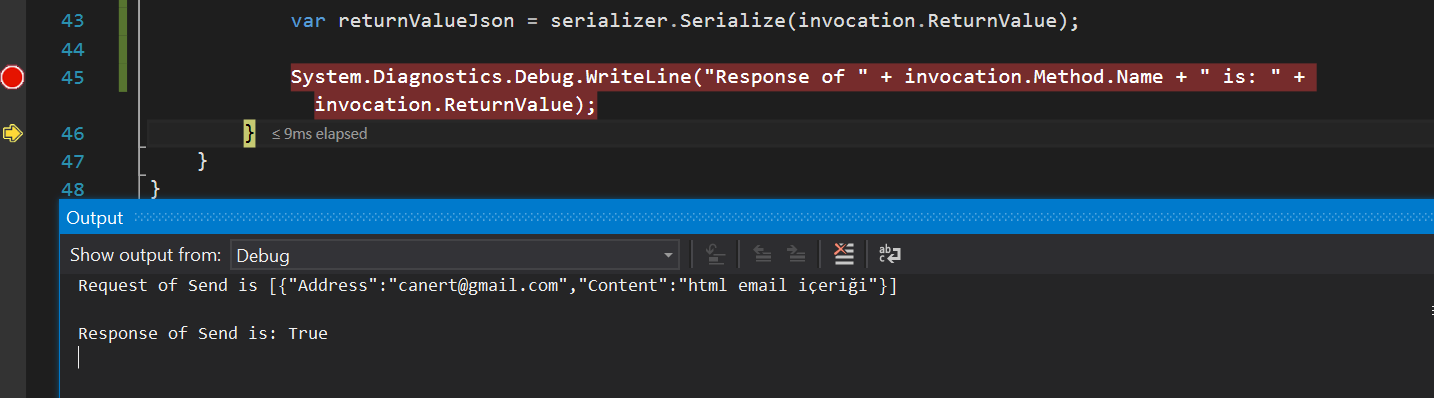 43 var returnValueJson = serializer.Serialize(invocation.ReturnValue);
44
45 System.Diagnostics.Debug.WriteLine("Response of " + invocation.Method.Name + " is: " +
invocation.ReturnValue);
46 } ≤ 9ms elapsed
47 }
48 }
Output
Show output from: Debug
Request of Send is [{"Address":"canert@gmail.com","Content":"html email içeriği"}]
Response of Send is: True